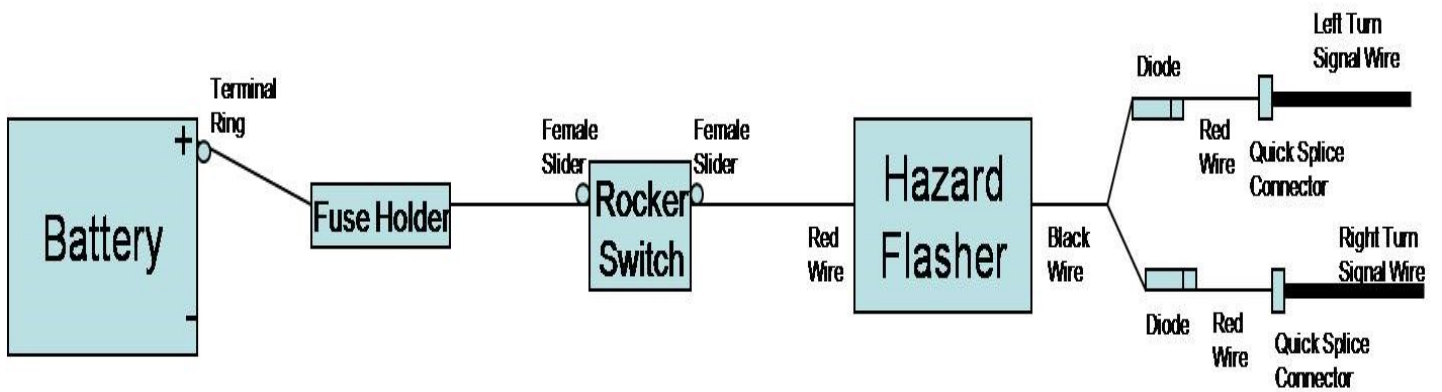 Battery
+
-
Terminal
Ring
Fuse Holder
Female
Slider
Rocker
Switch
Female
Slider
Red
Wire
Hazard
Flasher
Black
Wire
Diode
Red
Wire
Quick Splice
Connector
Left Turn
Signal Wire
Diode
Red
Wire
Quick Splice
Connector
Right Turn
Signal Wire